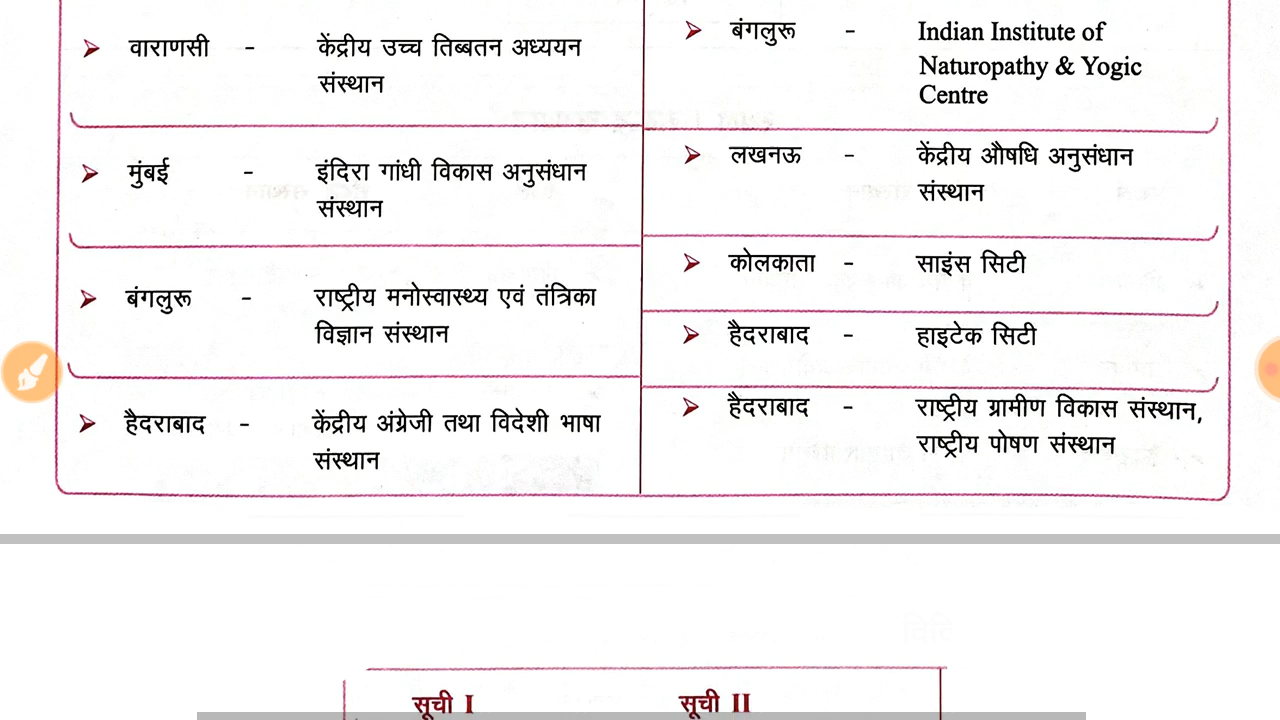 ➤ वाराणसी - केंद्रीय उच्च तिब्बतन अध्ययन
संस्थान
➤ मुंबई - इंदिरा गांधी विकास अनुसंधान
संस्थान
➤ बंगलुरू - राष्ट्रीय मनोस्वास्थ्य एवं तंत्रिका
विज्ञान संस्थान
➤ हैदराबाद - केंद्रीय अंग्रेजी तथा विदेशी भाषा
संस्थान
➤ बंगलुरू - Indian Institute of
Naturopathy & Yogic
Centre
➤ लखनऊ - केंद्रीय औषधि अनुसंधान
संस्थान
➤ कोलकाता - साइंस सिटी
➤ हैदराबाद - हाइटेक सिटी
➤ हैदराबाद - राष्ट्रीय ग्रामीण विकास संस्थान,
राष्ट्रीय पोषण संस्थान
सूची I सूची II